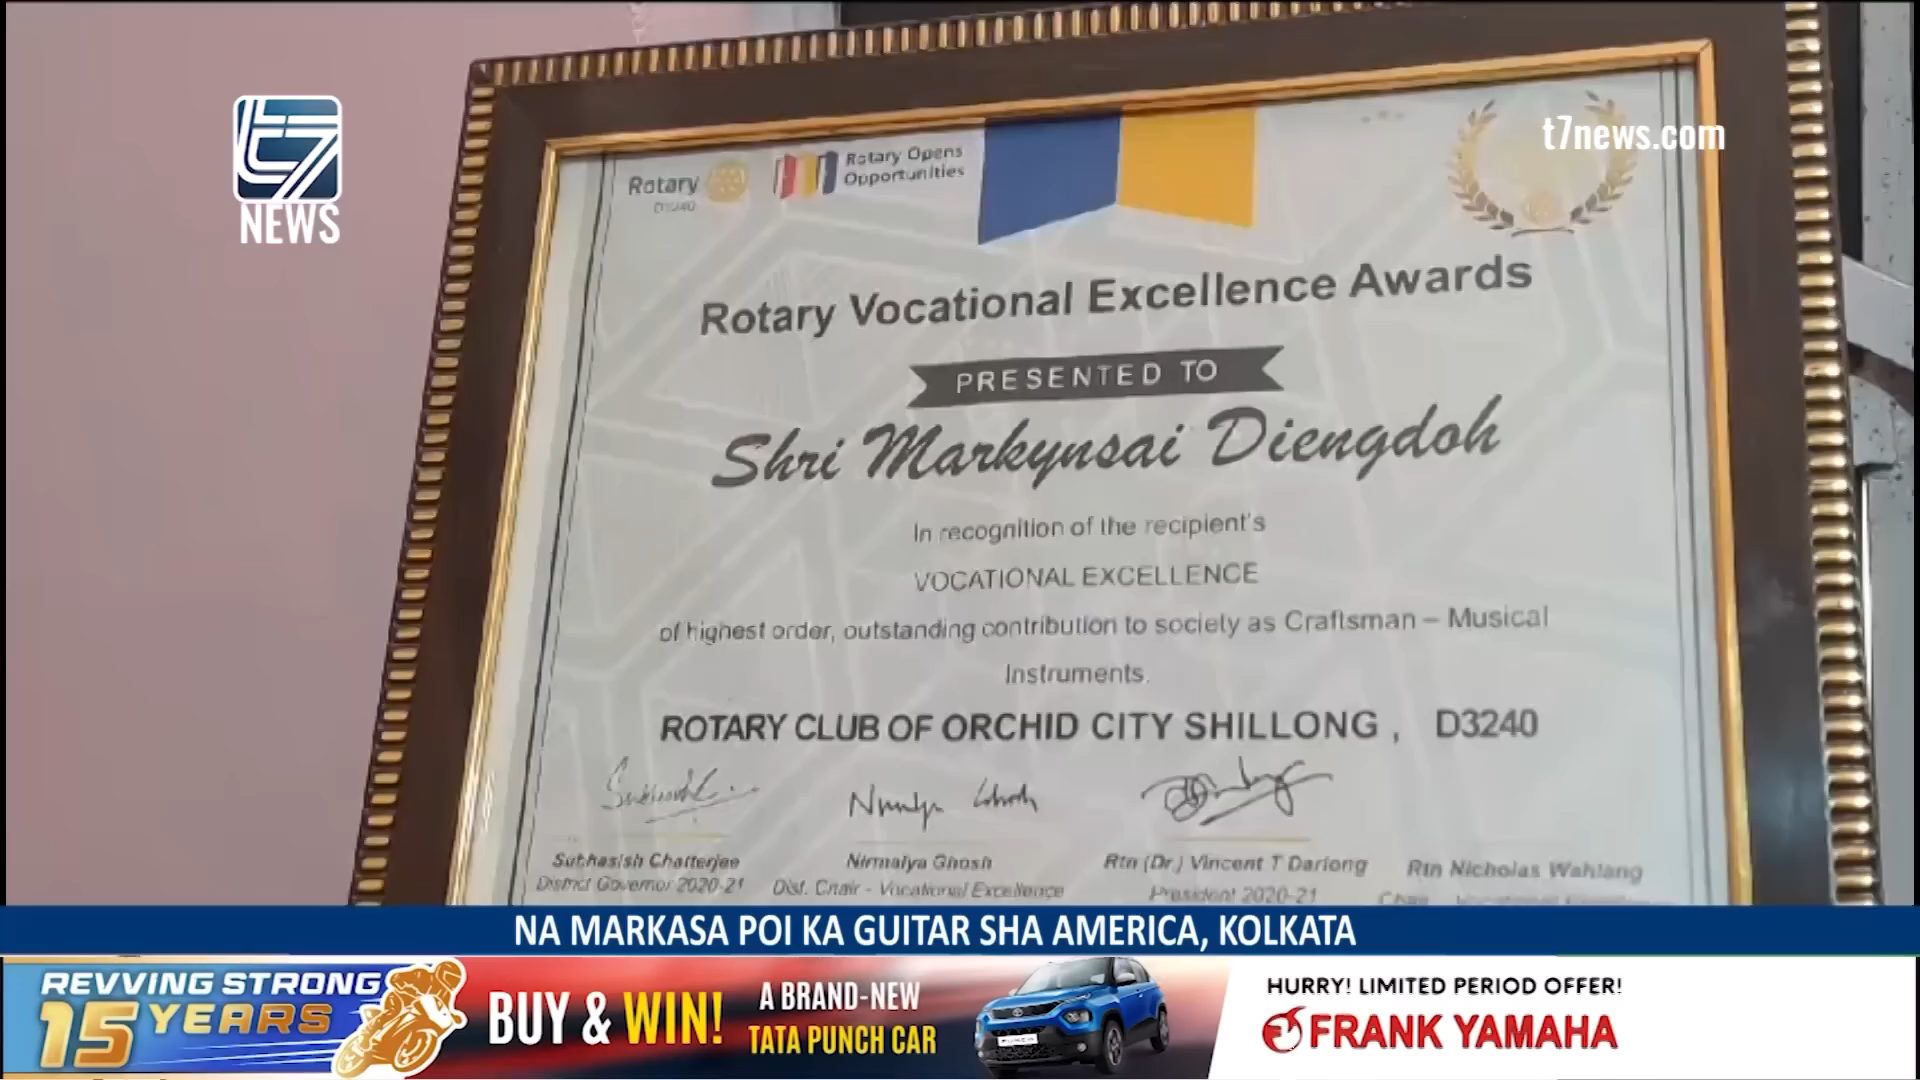 t7
NEWS
t7news.com
Rotary
D3240
Rotary Opens
Opportunities
Rotary Vocational Excellence Awards
PRESENTED TO
Shri Markynsai Diengdoh
In recognition of the recipient's
VOCATIONAL EXCELLENCE
of highest order, outstanding contribution to society as Craftsman – Musical
Instruments.
ROTARY CLUB OF ORCHID CITY SHILLONG , D3240
Subhasish Chatterjee
District Governor 2020-21
Nirmalya Ghosh
Dist. Chair - Vocational Excellence
Rtn (Dr.) Vincent T Darlong
President 2020-21
Rtn Nicholas Wahlang
NA MARKASA POI KA GUITAR SHA AMERICA, KOLKATA
REVVING STRONG
15 YEARS
BUY & WIN!
A BRAND-NEW
TATA PUNCH CAR
HURRY! LIMITED PERIOD OFFER!
FRANK YAMAHA